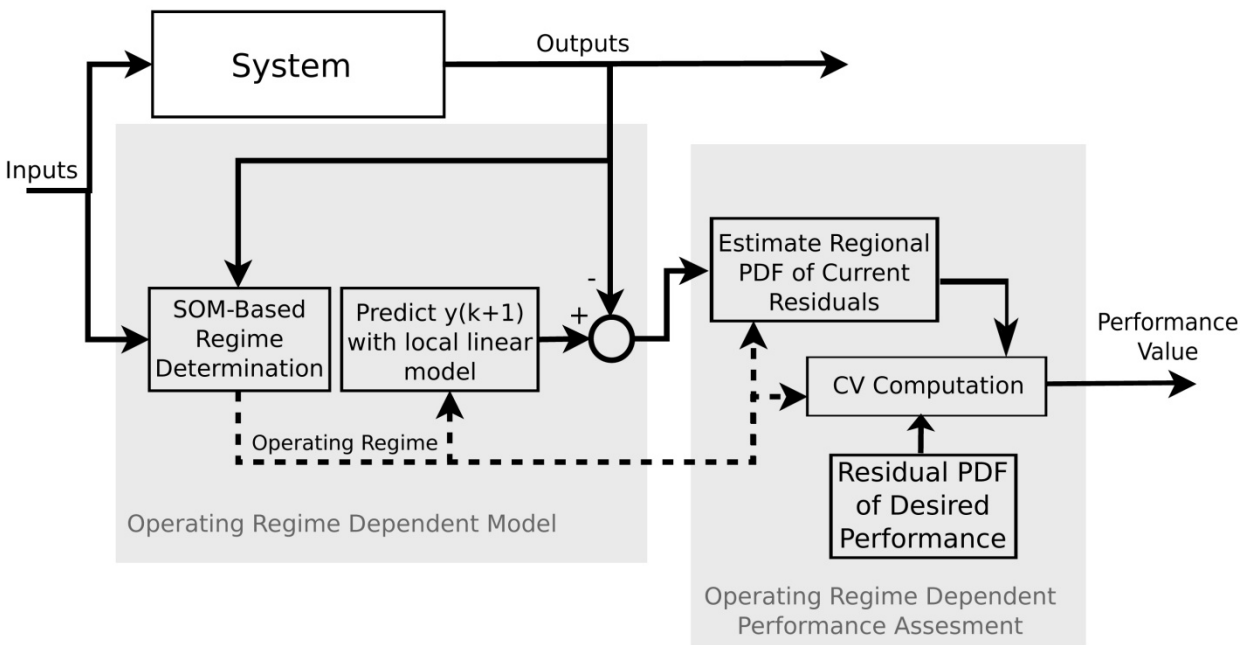 Outputs
System
Inputs
-
+
SOM-Based
Regime
Determination
Predict y(k+1)
with local linear
model
Operating Regime
Operating Regime Dependent Model
Estimate Regional
PDF of Current
Residuals
CV Computation
Performance
Value
Residual PDF
of Desired
Performance
Operating Regime Dependent
Performance Assesment